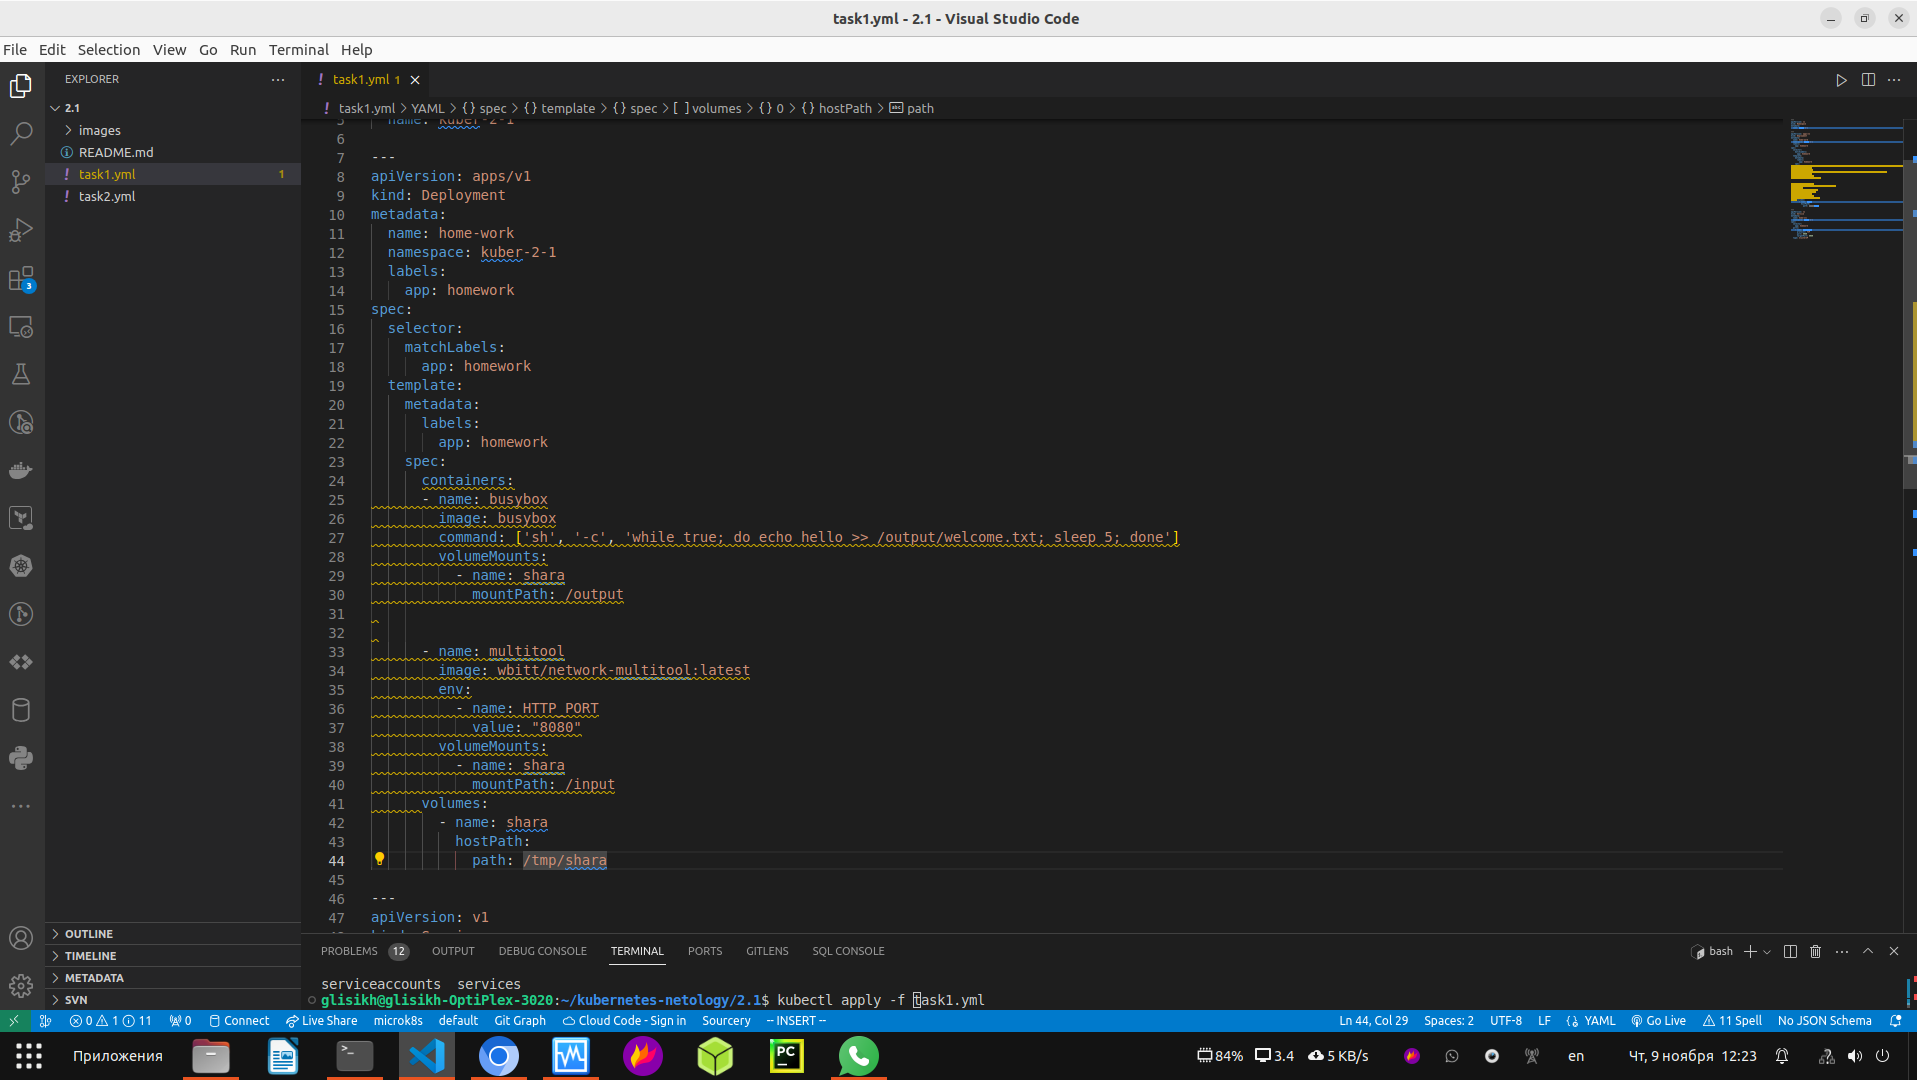 task1.yml - 2.1 - Visual Studio Code
File Edit Selection View Go Run Terminal Help
EXPLORER
2.1
images
README.md
task1.yml 1
task2.yml
OUTLINE
TIMELINE
METADATA
SVN
task1.yml 1
task1.yml > YAML > {} spec > {} template > {} spec > [ ] volumes > {} 0 > {} hostPath > abc path
5 name: kuber-2-1
6
7 ---
8 apiVersion: apps/v1
9 kind: Deployment
10 metadata:
11 name: home-work
12 namespace: kuber-2-1
13 labels:
14 app: homework
15 spec:
16 selector:
17 matchLabels:
18 app: homework
19 template:
20 metadata:
21 labels:
22 app: homework
23 spec:
24 containers:
25 - name: busybox
26 image: busybox
27 command: ['sh', '-c', 'while true; do echo hello >> /output/welcome.txt; sleep 5; done']
28 volumeMounts:
29 - name: shara
30 mountPath: /output
31
32
33 - name: multitool
34 image: wbitt/network-multitool:latest
35 env:
36 - name: HTTP_PORT
37 value: "8080"
38 volumeMounts:
39 - name: shara
40 mountPath: /input
41 volumes:
42 - name: shara
43 hostPath:
44 path: /tmp/shara
45
46 ---
47 apiVersion: v1
PROBLEMS 12 OUTPUT DEBUG CONSOLE TERMINAL PORTS GITLENS SQL CONSOLE
bash
serviceaccounts services
glisikh@glisikh-OptiPlex-3020:~/kubernetes-netology/2.1$ kubectl apply -f task1.yml
0 1 11 0 Connect Live Share microk8s default Git Graph Cloud Code - Sign in Sourcery -- INSERT -- Ln 44, Col 29 Spaces: 2 UTF-8 LF YAML Go Live 11 Spell No JSON Schema
3
Приложения
PC
84% 3.4 5 KB/s en Чт, 9 ноября 12:23